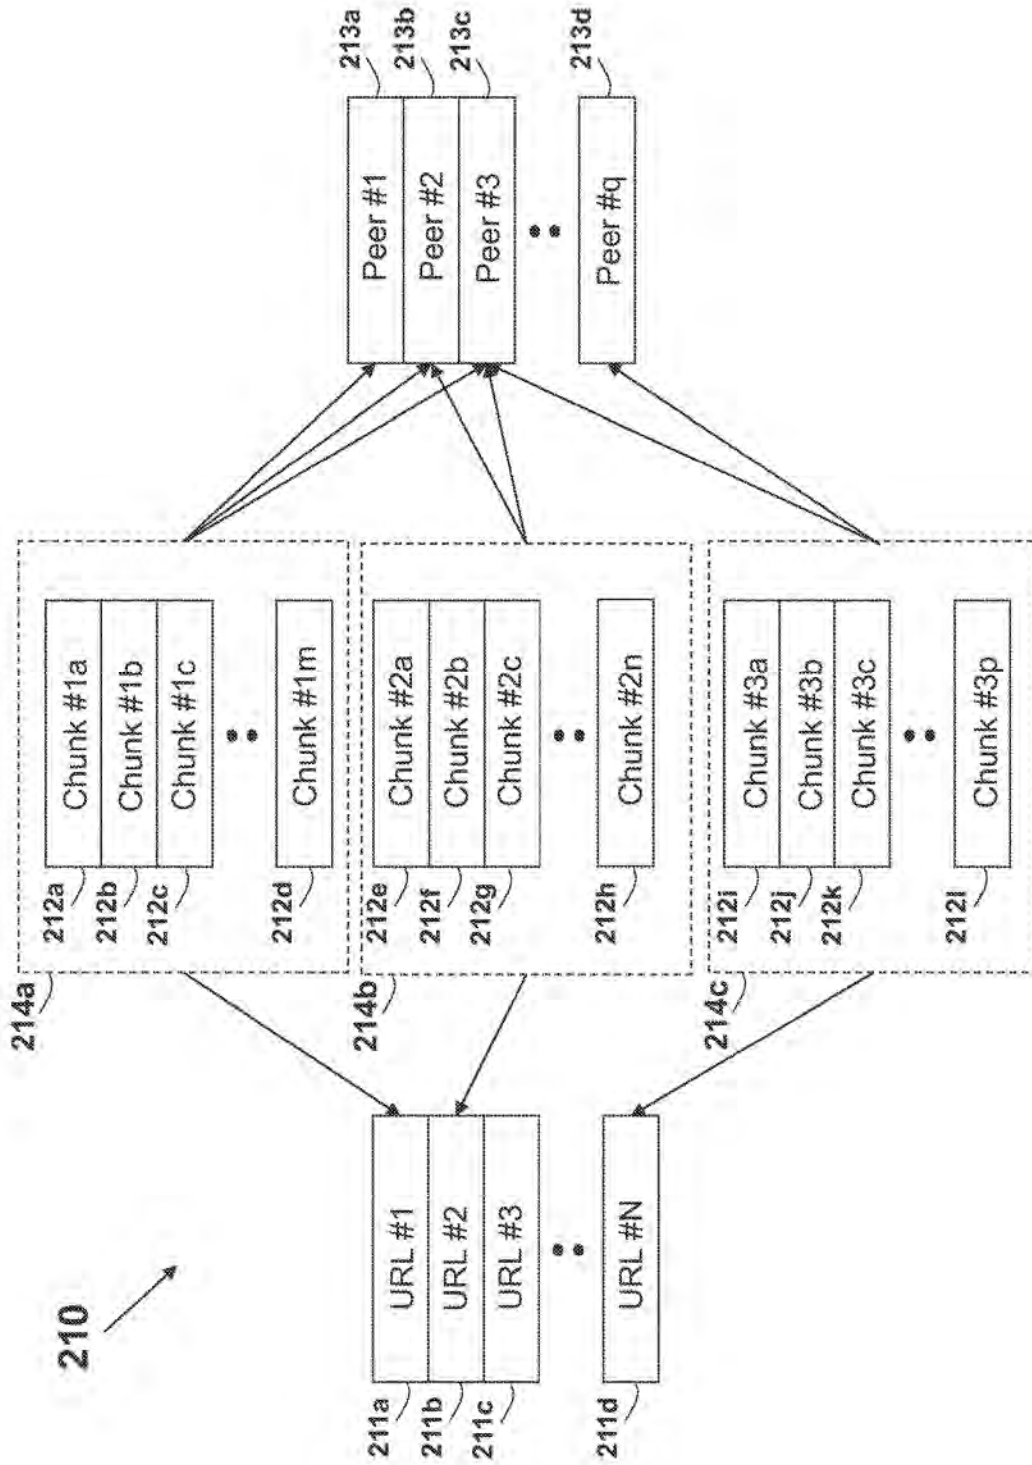 210
211a
URL #1
211b
URL #2
211c
URL #3
211d
URL #N
214a
212a
Chunk #1a
212b
Chunk #1b
212c
Chunk #1c
212d
Chunk #1m
214b
212e
Chunk #2a
212f
Chunk #2b
212g
Chunk #2c
212h
Chunk #2n
214c
212i
Chunk #3a
212j
Chunk #3b
212k
Chunk #3c
212l
Chunk #3p
Peer #1
213a
Peer #2
213b
Peer #3
213c
Peer #q
213d